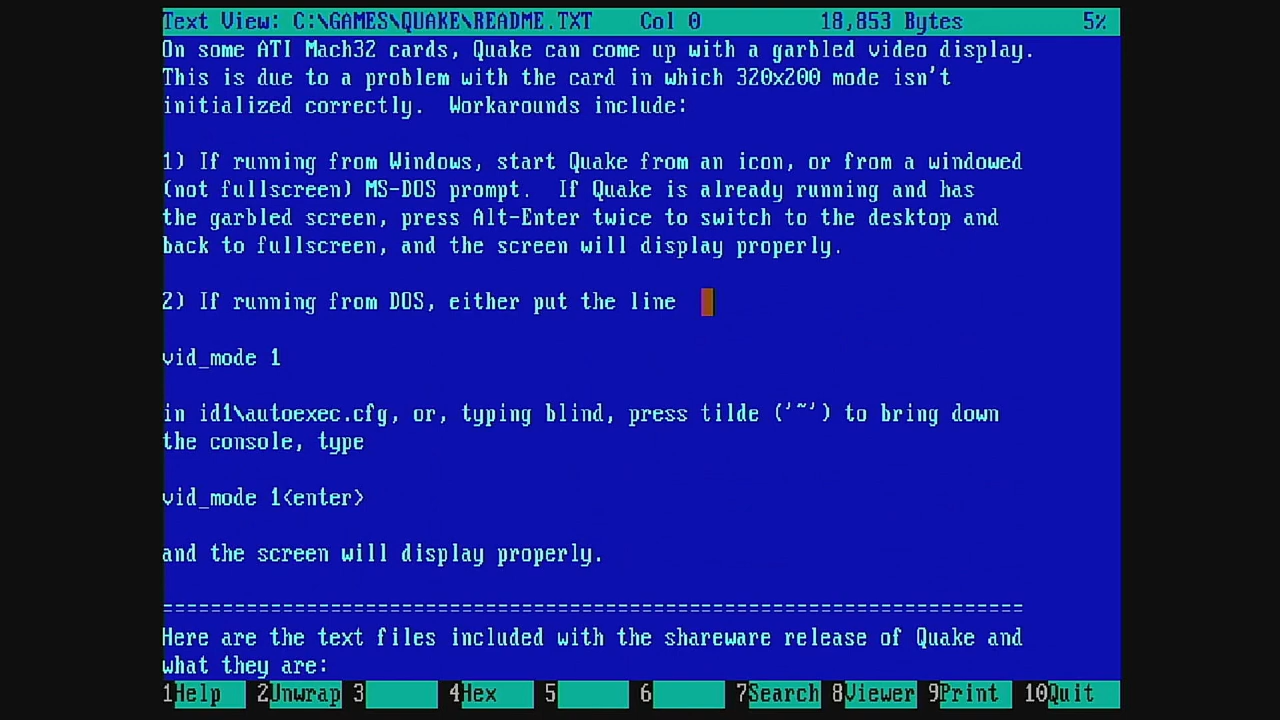 Text View: C:\GAMES\QUAKE\README.TXT    Col 0    18,853 Bytes    5%
On some ATI Mach32 cards, Quake can come up with a garbled video display.
This is due to a problem with the card in which 320x200 mode isn't
initialized correctly.  Workarounds include:
1) If running from Windows, start Quake from an icon, or from a windowed
(not fullscreen) MS-DOS prompt.  If Quake is already running and has
the garbled screen, press Alt-Enter twice to switch to the desktop and
back to fullscreen, and the screen will display properly.
2) If running from DOS, either put the line
vid_mode 1
in id1\autoexec.cfg, or, typing blind, press tilde ('~') to bring down
the console, type
vid_mode 1<enter>
and the screen will display properly.
========================================================================
Here are the text files included with the shareware release of Quake and
what they are:
1Help 2Unwrap 3 4Hex 5 6 7Search 8Viewer 9Print 10Quit